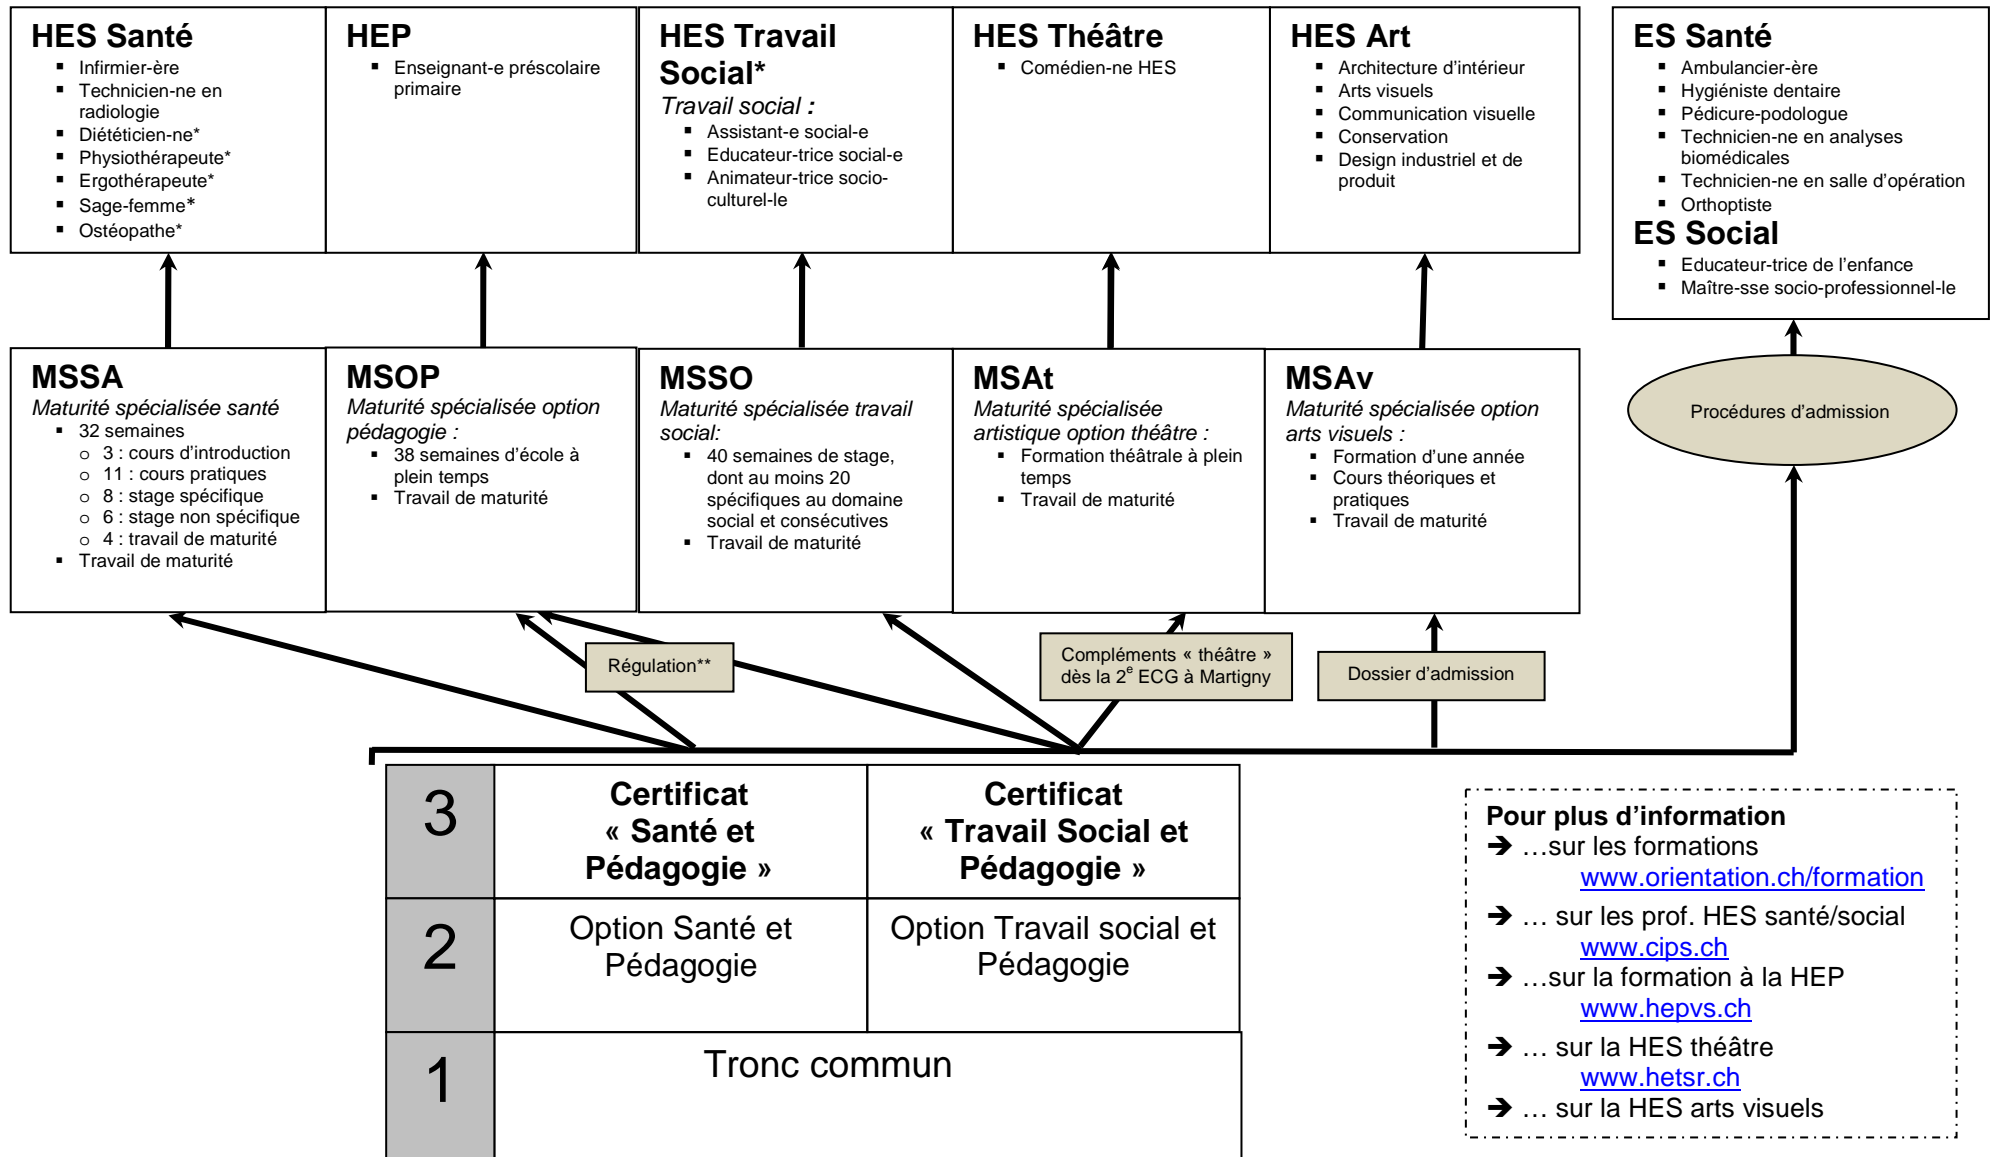 HES Santé
▪ Infirmier-ère
▪ Technicien-ne en
radiologie
▪ Diététicien-ne*
▪ Physiothérapeute*
▪ Ergothérapeute*
▪ Sage-femme*
▪ Ostéopathe*
HEP
▪ Enseignant-e préscolaire
primaire
HES Travail
Social*
Travail social :
▪ Assistant-e social-e
▪ Educateur-trice social-e
▪ Animateur-trice socio-
culturel-le
HES Théâtre
▪ Comédien-ne HES
HES Art
▪ Architecture d’intérieur
▪ Arts visuels
▪ Communication visuelle
▪ Conservation
▪ Design industriel et de
produit
ES Santé
▪ Ambulancier-ère
▪ Hygiéniste dentaire
▪ Pédicure-podologue
▪ Technicien-ne en analyses
biomédicales
▪ Technicien-ne en salle d’opération
▪ Orthoptiste
ES Social
▪ Educateur-trice de l’enfance
▪ Maître-sse socio-professionnel-le
MSSA
Maturité spécialisée santé
▪ 32 semaines
o 3 : cours d’introduction
o 11 : cours pratiques
o 8 : stage spécifique
o 6 : stage non spécifique
o 4 : travail de maturité
▪ Travail de maturité
MSOP
Maturité spécialisée option
pédagogie :
▪ 38 semaines d’école à
plein temps
▪ Travail de maturité
MSSO
Maturité spécialisée travail
social:
▪ 40 semaines de stage,
dont au moins 20
spécifiques au domaine
social et consécutives
▪ Travail de maturité
MSAt
Maturité spécialisée
artistique option théâtre :
▪ Formation théâtrale à plein
temps
▪ Travail de maturité
MSAv
Maturité spécialisée option
arts visuels :
▪ Formation d’une année
▪ Cours théoriques et
pratiques
▪ Travail de maturité
Procédures d’admission
Régulation**
Compléments « théâtre »
dès la 2e ECG à Martigny
Dossier d’admission
3
Certificat
« Santé et
Pédagogie »
Certificat
« Travail Social et
Pédagogie »
2
Option Santé et
Pédagogie
Option Travail social et
Pédagogie
1
Tronc commun
Pour plus d’information
➔ …sur les formations
www.orientation.ch/formation
➔ … sur les prof. HES santé/social
www.cips.ch
➔ …sur la formation à la HEP
www.hepvs.ch
➔ … sur la HES théâtre
www.hetsr.ch
➔ … sur la HES arts visuels